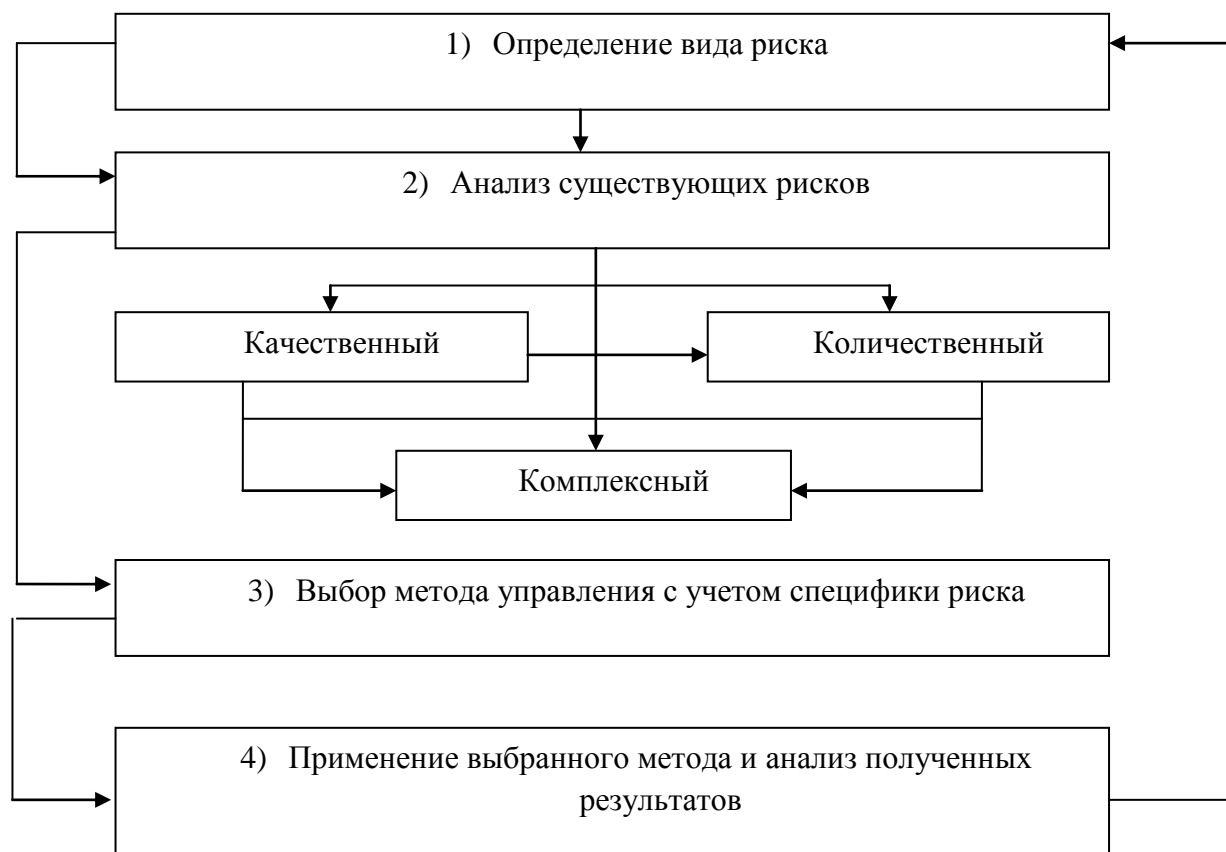 1) Определение вида риска
2) Анализ существующих рисков
Качественный
Количественный
Комплексный
3) Выбор метода управления с учетом специфики риска
4) Применение выбранного метода и анализ полученных
результатов